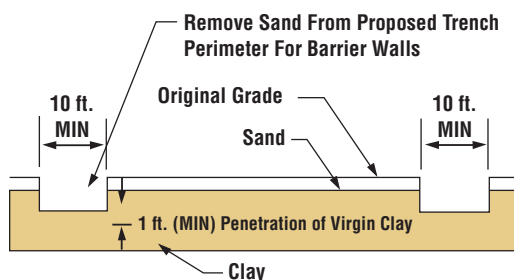 Remove Sand From Proposed Trench
Perimeter For Barrier Walls
10 ft.
MIN
Original Grade
10 ft.
MIN
Sand
1 ft. (MIN) Penetration of Virgin Clay
Clay